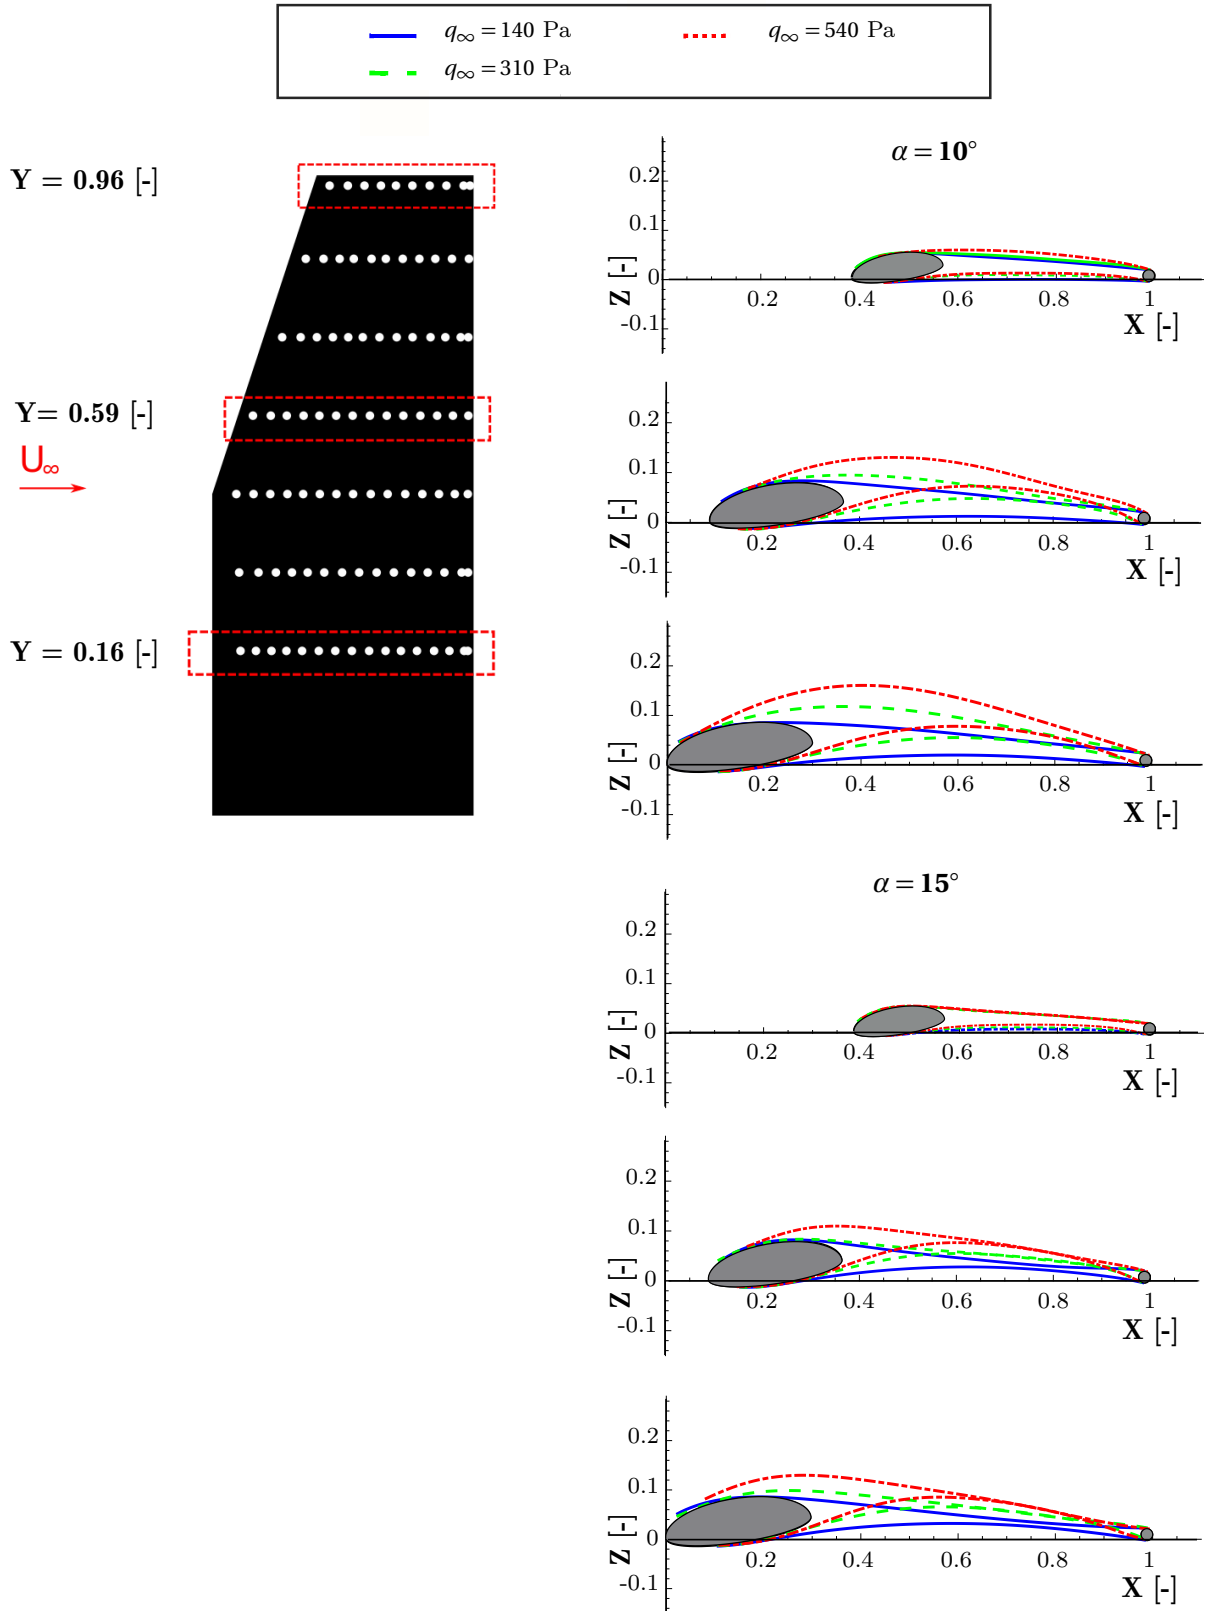 q∞ = 140 Pa
q∞ = 540 Pa
q∞ = 310 Pa
Y = 0.96 [-]
Y= 0.59 [-]
U∞
Y = 0.16 [-]
α = 10°
0.2
0.1
0
-0.1
Z [-]
0.2 0.4 0.6 0.8 1
X [-]
0.2
0.1
0
-0.1
Z [-]
0.2 0.4 0.6 0.8 1
X [-]
0.2
0.1
0
-0.1
Z [-]
0.2 0.4 0.6 0.8 1
X [-]
α = 15°
0.2
0.1
0
-0.1
Z [-]
0.2 0.4 0.6 0.8 1
X [-]
0.2
0.1
0
-0.1
Z [-]
0.2 0.4 0.6 0.8 1
X [-]
0.2
0.1
0
-0.1
Z [-]
0.2 0.4 0.6 0.8 1
X [-]